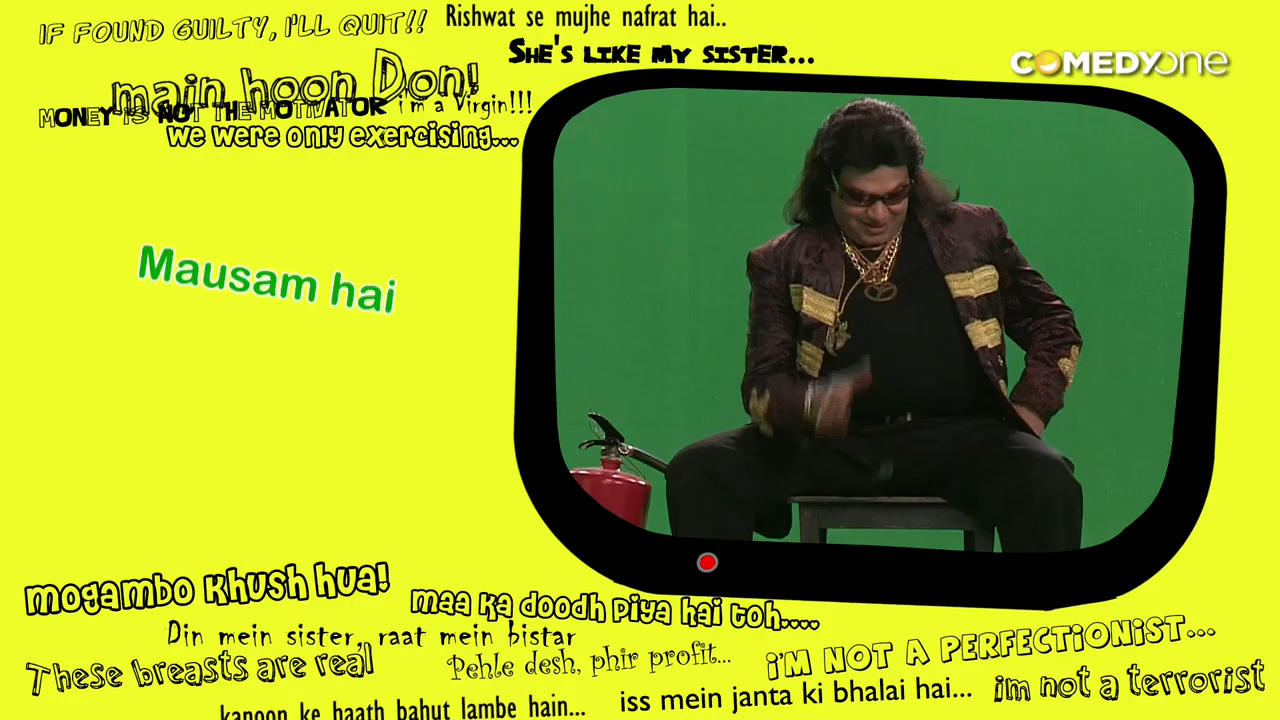 IF FOUND GUILTY, I'LL QUIT!!
Rishwat se mujhe nafrat hai..
SHE'S LIKE MY SISTER...
COMEDYONE
main hoon Don!
MONEY IS NOT THE MOTIVATOR
i'm a Virgin!!!
we were only exercising...
Mausam hai
mogambo khush hua!
maa ka doodh piya hai toh....
Din mein sister, raat mein bistar
These breasts are real
Pehle desh, phir profit...
i'M NOT A PERFECTiONiST...
kanoon ke haath bahut lambe hain...
iss mein janta ki bhalai hai...
im not a terrorist